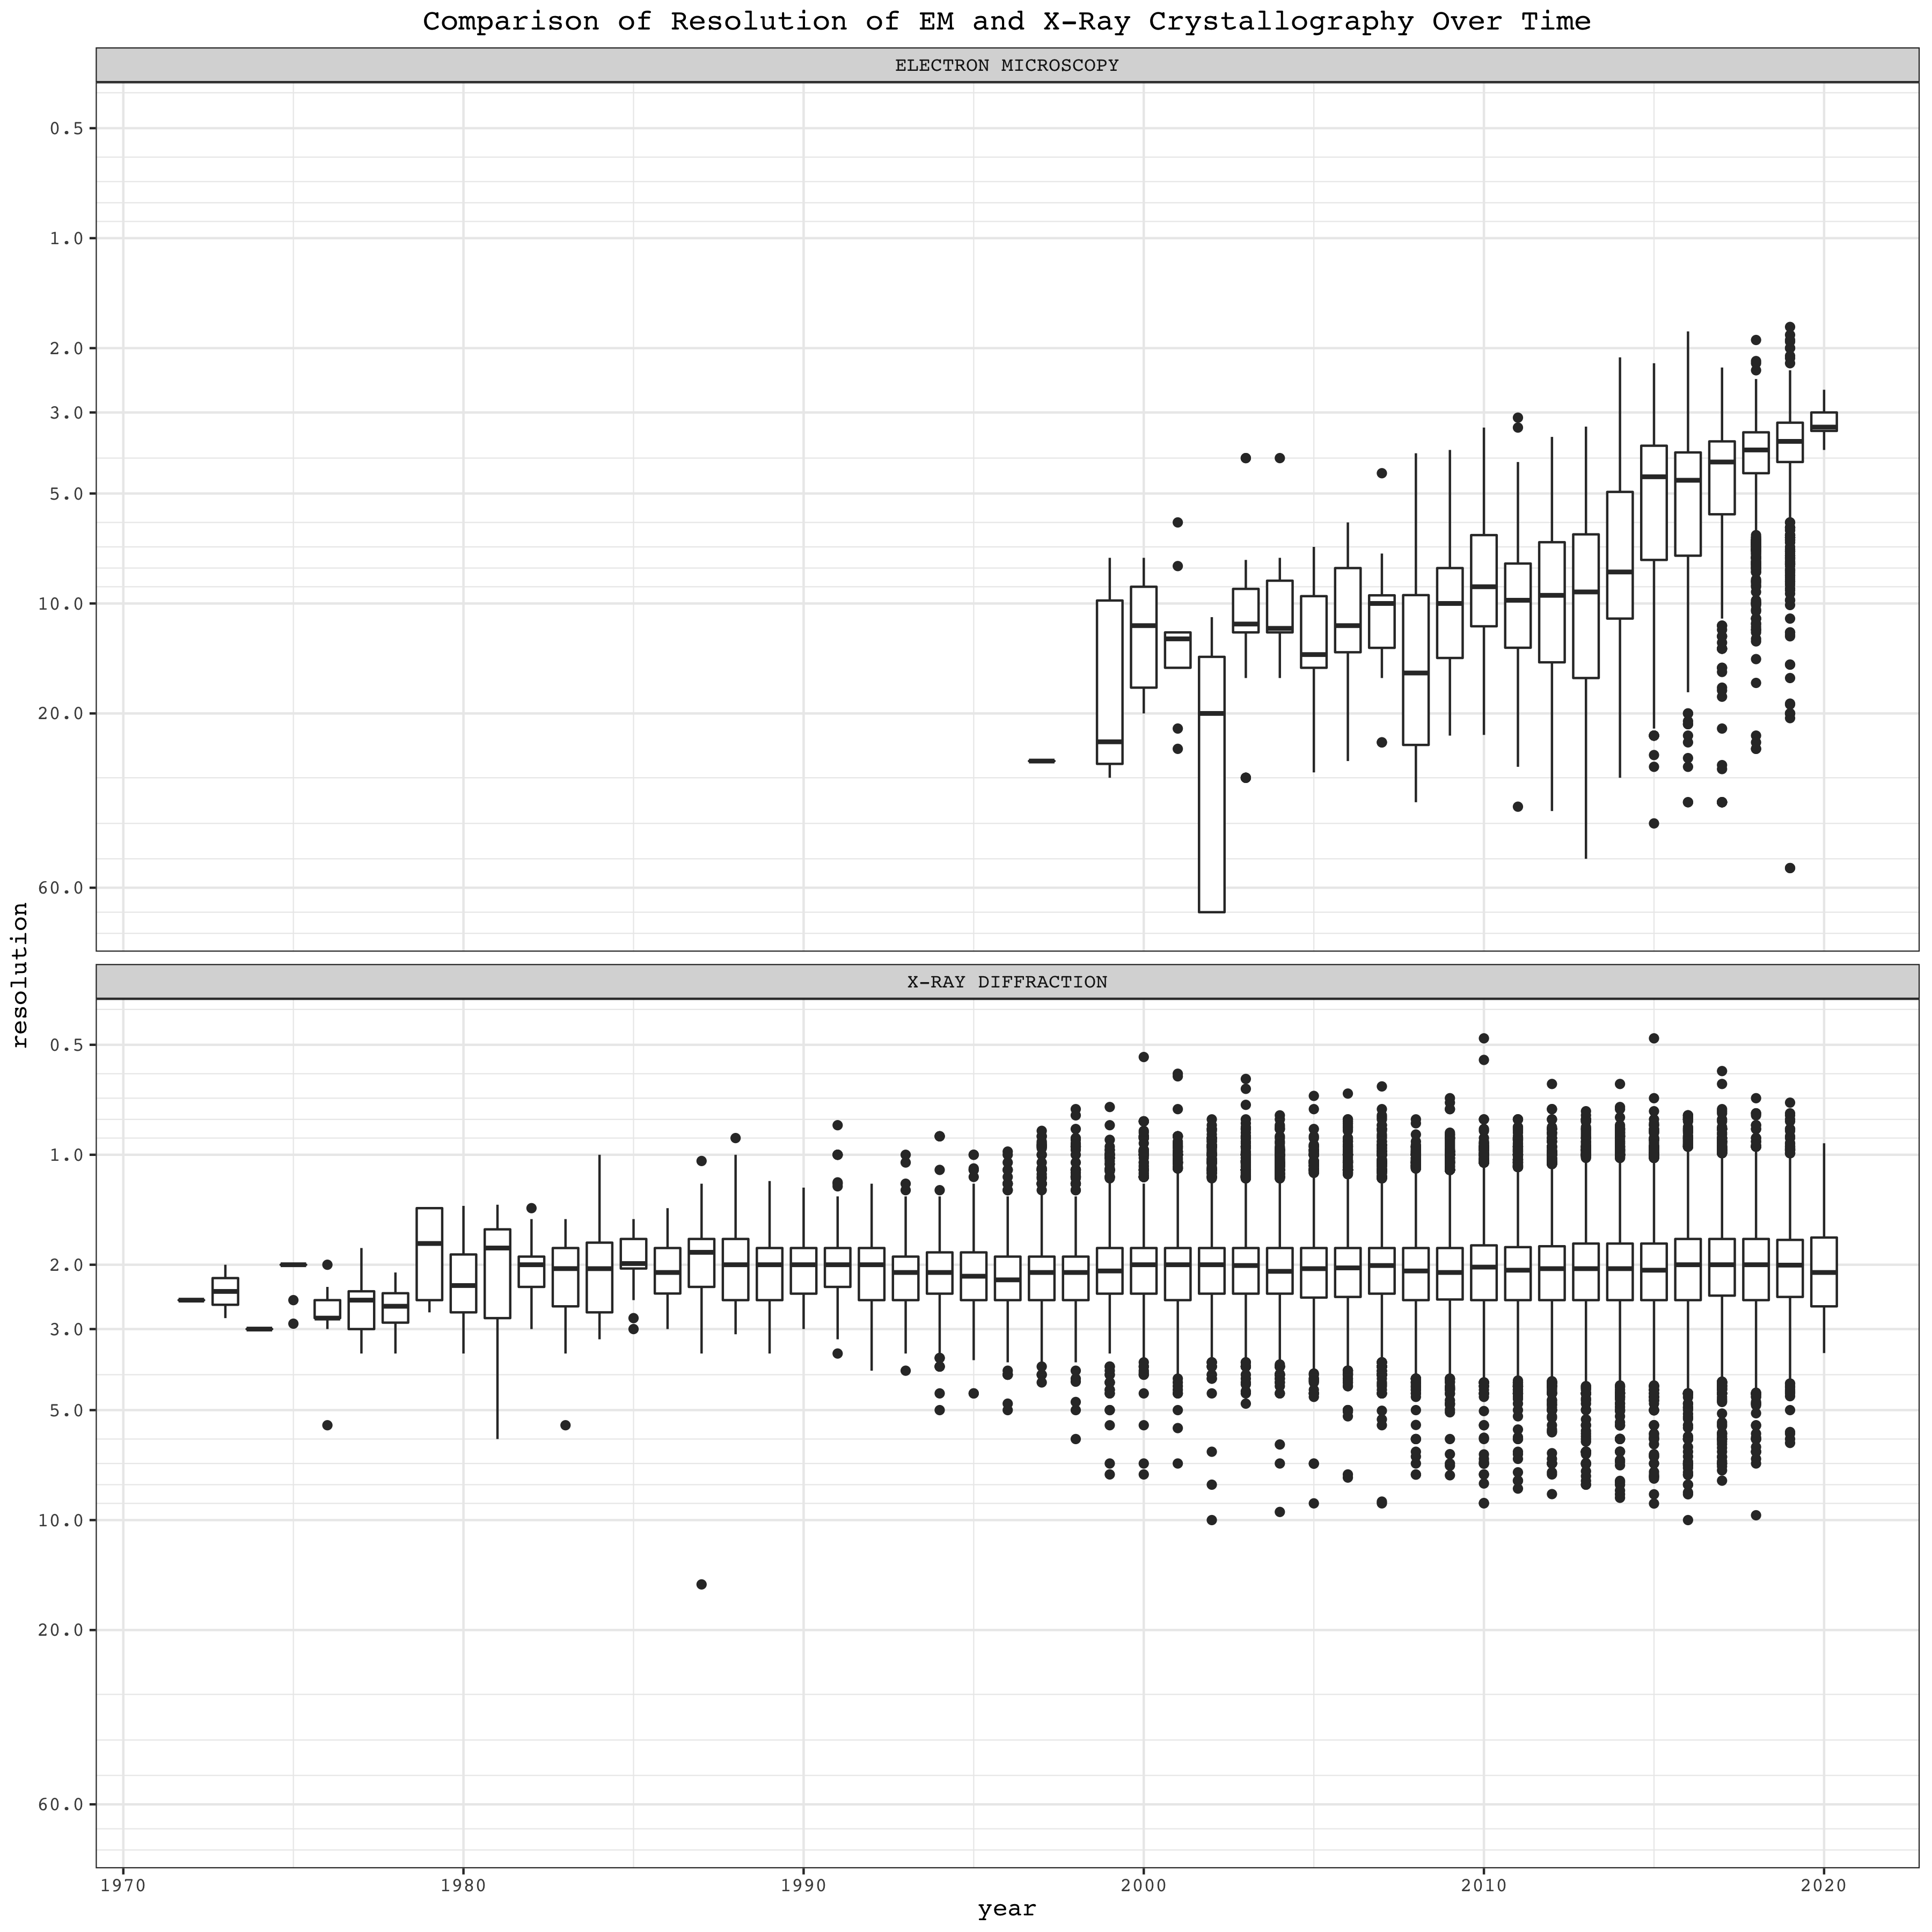 Comparison of Resolution of EM and X-Ray Crystallography Over Time
ELECTRON MICROSCOPY
0.5
1.0
2.0
3.0
5.0
10.0
20.0
60.0
resolution
X-RAY DIFFRACTION
0.5
1.0
2.0
3.0
5.0
10.0
20.0
60.0
1970 1980 1990 2000 2010 2020
year